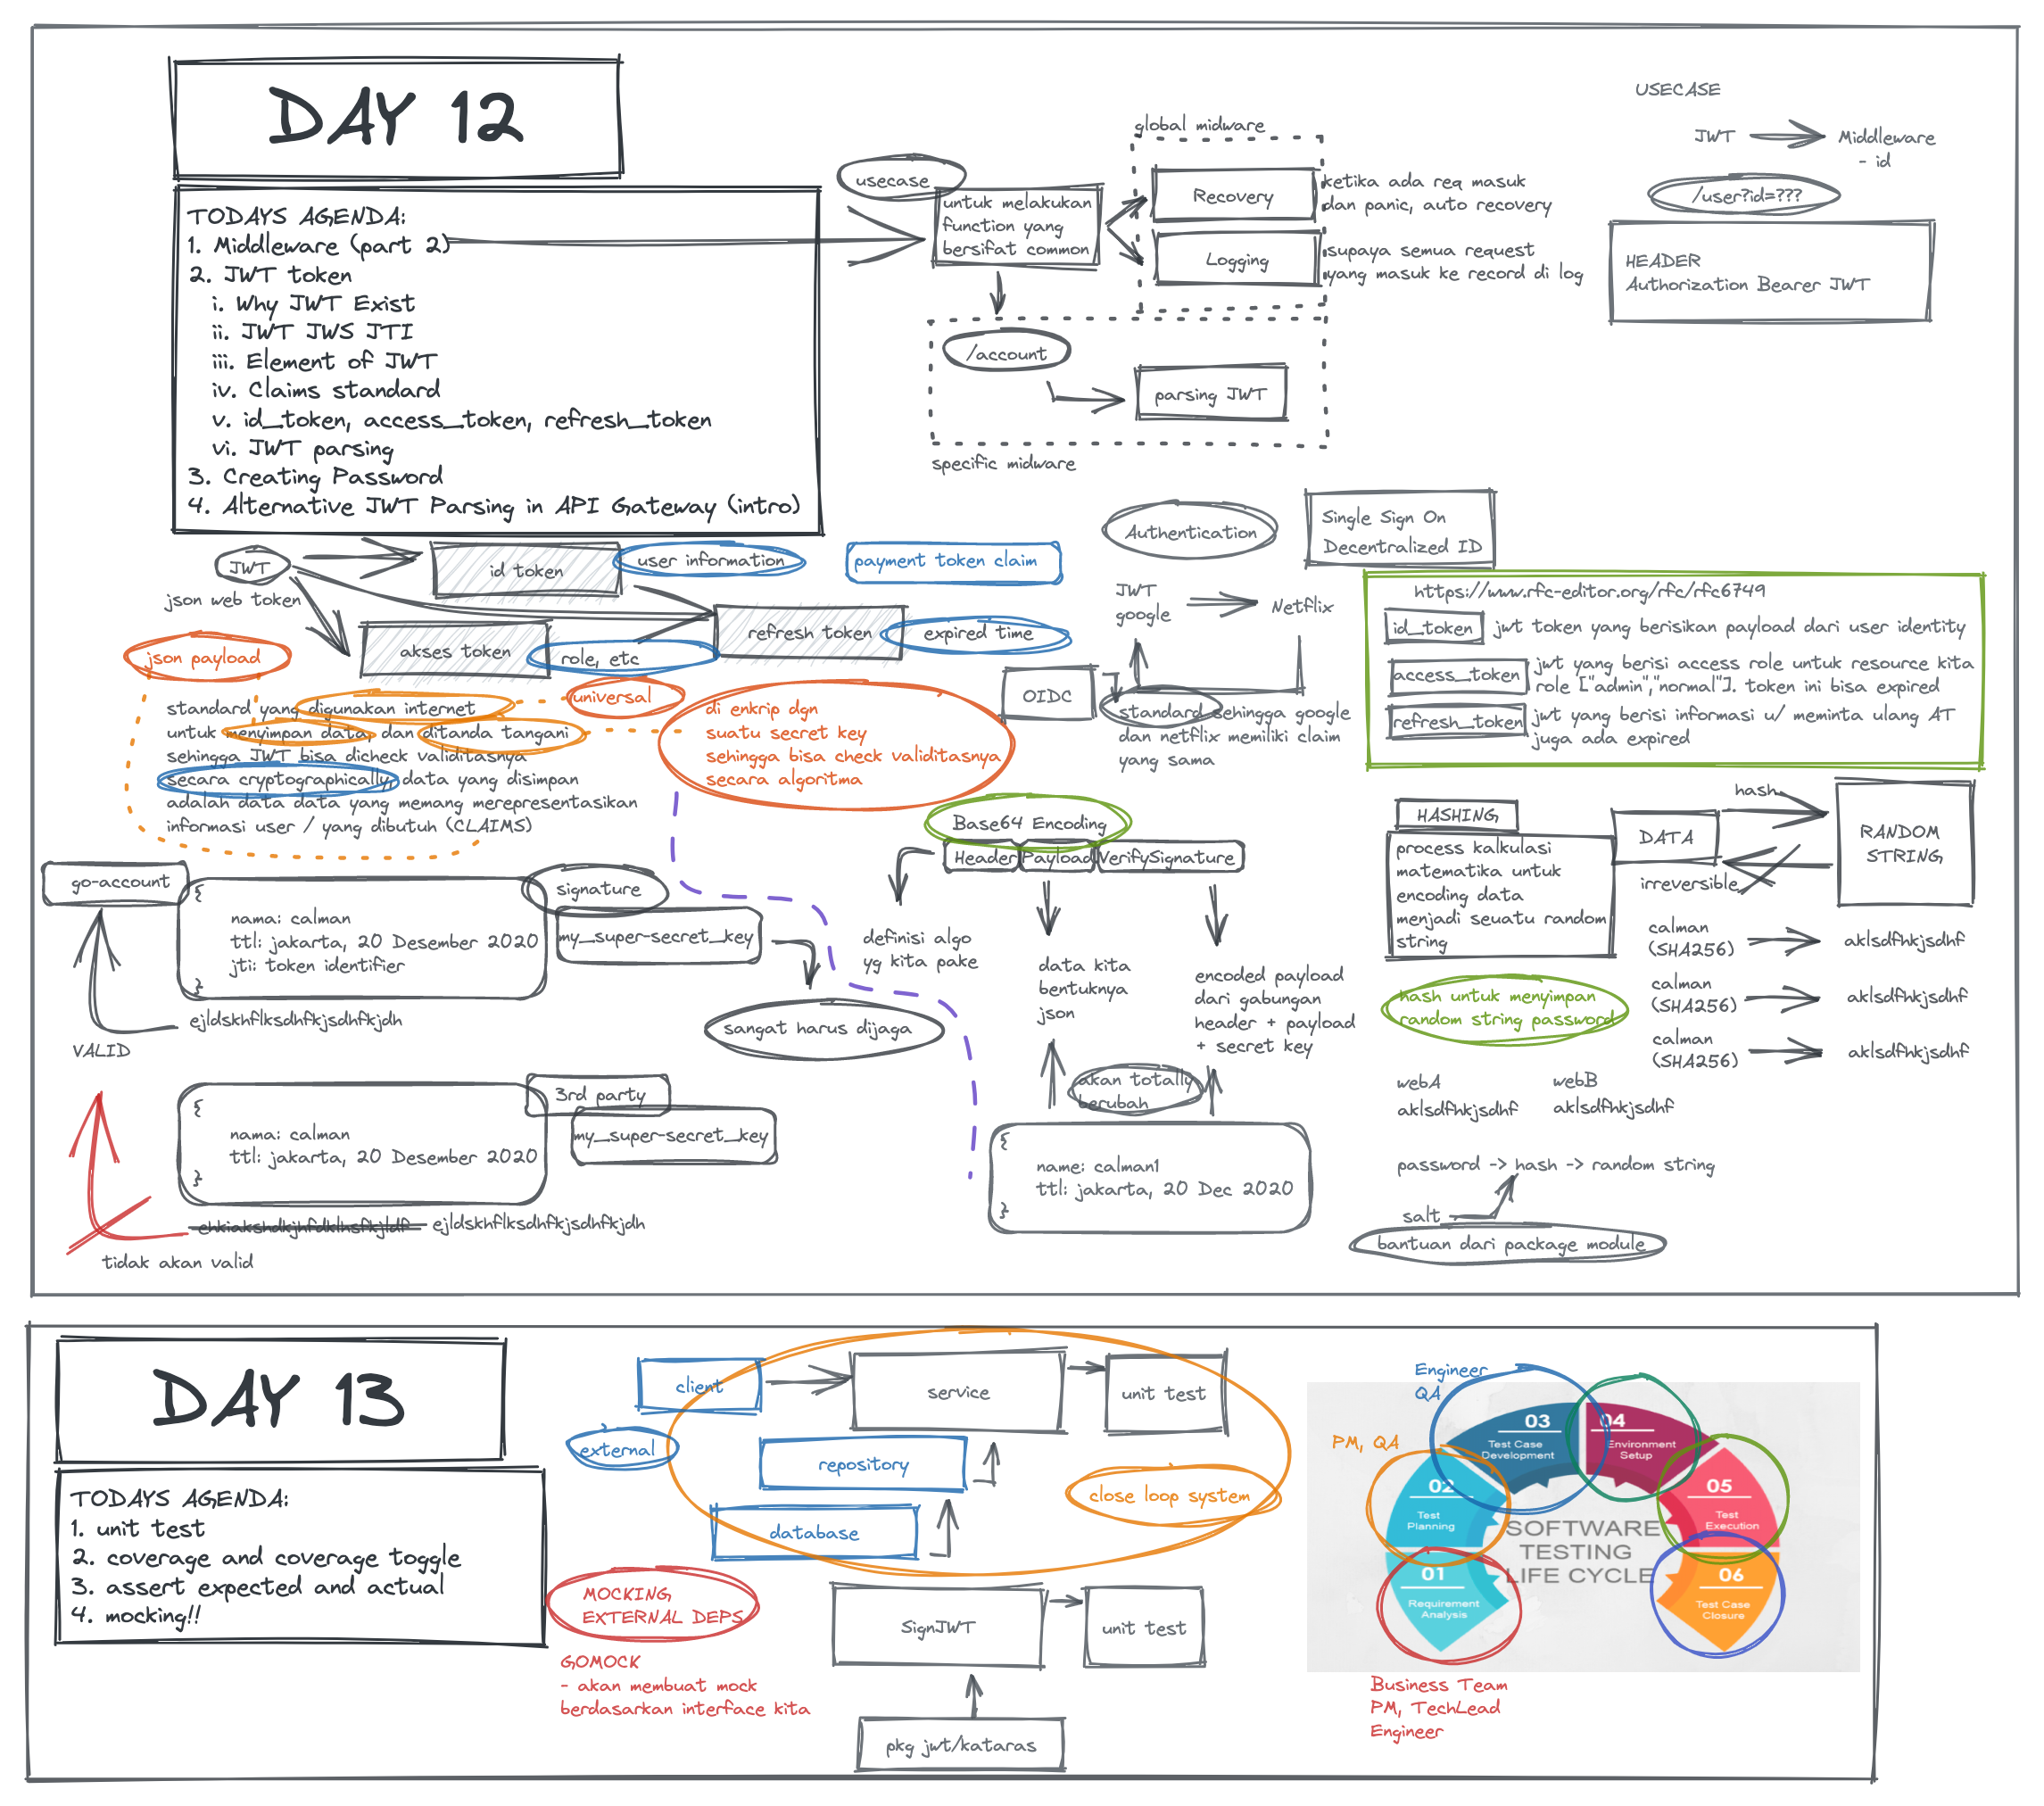 DAY 12
TODAYS AGENDA:
1. Middleware (part 2)
2. JWT token
i. Why JWT Exist
ii. JWT JWS JTI
iii. Element of JWT
iv. Claims standard
v. id_token, access_token, refresh_token
vi. JWT parsing
3. Creating Password
4. Alternative JWT Parsing in API Gateway (intro)
usecase
untuk melakukan
function yang
bersifat common
global midware
Recovery
ketika ada req masuk
dan panic, auto recovery
Logging
supaya semua request
yang masuk ke record di log
/account
parsing JWT
specific midware
USECASE
JWT
Middleware
- id
/user?id=???
HEADER
Authorization Bearer JWT
JWT
json web token
id token
user information
payment token claim
akses token
role, etc
refresh token
expired time
json payload
universal
standard yang digunakan internet
untuk menyimpan data, dan ditanda tangani
sehingga JWT bisa dicheck validitasnya
secara cryptographically, data yang disimpan
adalah data data yang memang merepresentasikan
informasi user / yang dibutuh (CLAIMS)
di enkrip dgn
suatu secret key
sehingga bisa check validitasnya
secara algoritma
Authentication
Single Sign On
Decentralized ID
JWT
google
Netflix
OIDC
standard sehingga google
dan netflix memiliki claim
yang sama
https://www.rfc-editor.org/rfc/rfc6749
id_token
jwt token yang berisikan payload dari user identity
access_token
jwt yang berisi access role untuk resource kita
role ["admin","normal"]. token ini bisa expired
refresh_token
jwt yang berisi informasi u/ meminta ulang AT
juga ada expired
go-account
{
nama: calman
ttl: jakarta, 20 Desember 2020
jti: token identifier
}
signature
my_super-secret_key
sangat harus dijaga
ejldskhflksdhfkjsdhfkjdh
VALID
{
nama: calman
ttl: jakarta, 20 Desember 2020
}
3rd party
my_super-secret_key
ehkiakshdkjhfdklhsfkjldf
ejldskhflksdhfkjsdhfkjdh
tidak akan valid
Base64 Encoding
Header
Payload
VerifySignature
definisi algo
yg kita pake
data kita
bentuknya
json
encoded payload
dari gabungan
header + payload
+ secret key
akan totally
berubah
{
name: calman1
ttl: jakarta, 20 Dec 2020
}
HASHING
process kalkulasi
matematika untuk
encoding data
menjadi seuatu random
string
DATA
hash
irreversible
RANDOM
STRING
hash untuk menyimpan
random string password
calman
(SHA256)
aklsdfhkjsdhf
calman
(SHA256)
aklsdfhkjsdhf
calman
(SHA256)
aklsdfhkjsdhf
webA
aklsdfhkjsdhf
webB
aklsdfhkjsdhf
password -> hash -> random string
salt
bantuan dari package module
DAY 13
TODAYS AGENDA:
1. unit test
2. coverage and coverage toggle
3. assert expected and actual
4. mocking!!
client
service
unit test
external
repository
database
close loop system
MOCKING
EXTERNAL DEPS
GOMOCK
- akan membuat mock
berdasarkan interface kita
SignJWT
unit test
pkg jwt/kataras
Engineer
QA
PM, QA
03
Test Case
Development
04
Environment
Setup
02
Test
Planning
05
Test
Execution
SOFTWARE
TESTING
LIFE CYCLE
01
Requirement
Analysis
06
Test Case
Closure
Business Team
PM, TechLead
Engineer